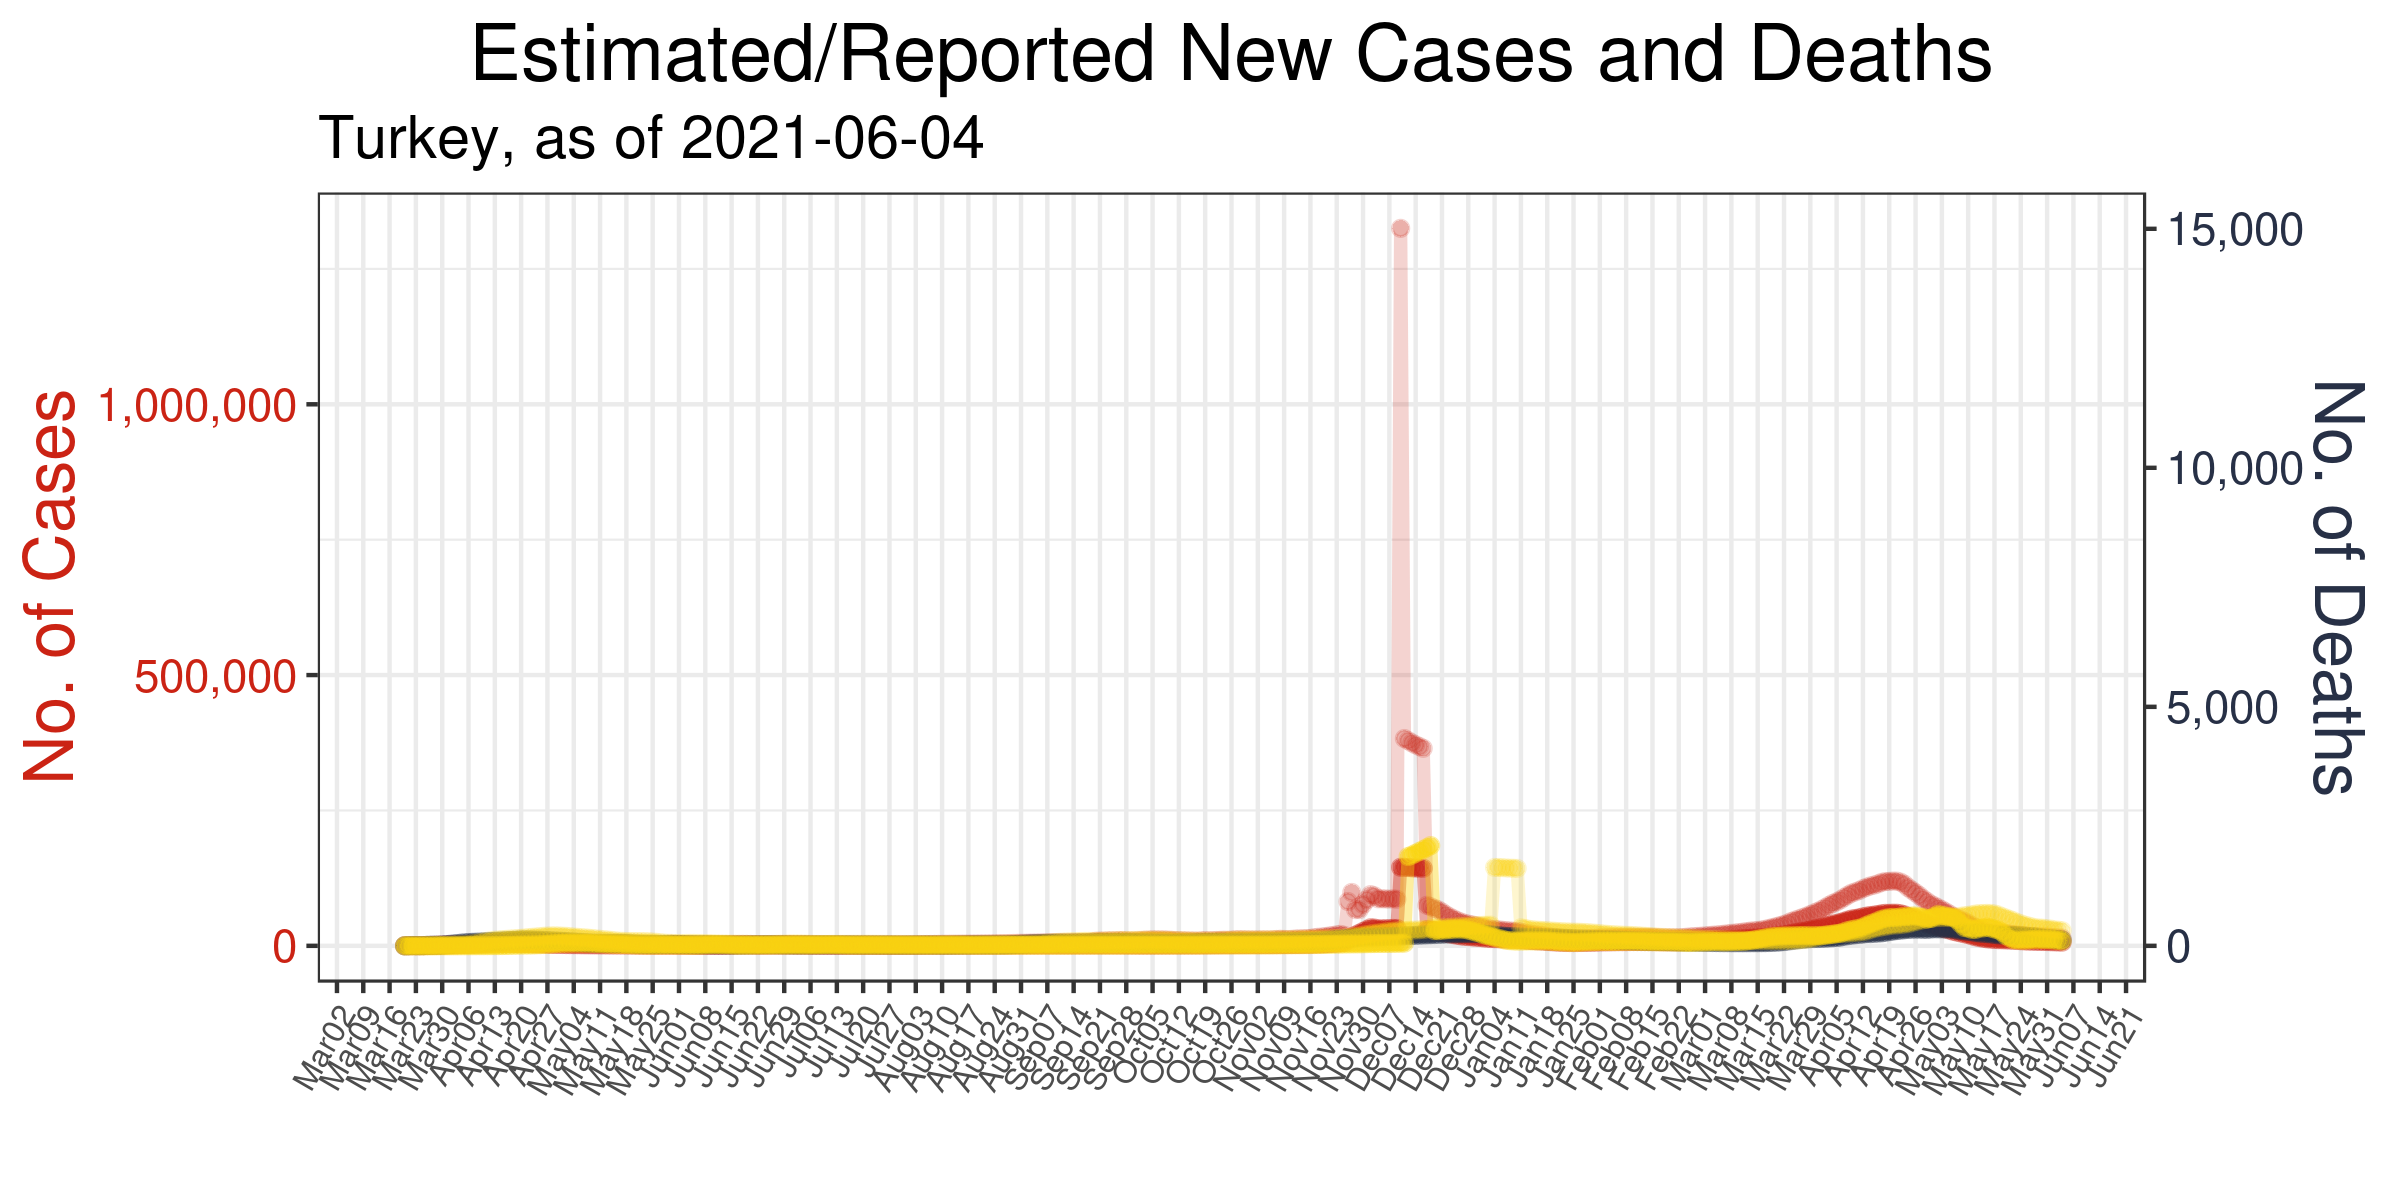 Estimated/Reported New Cases and Deaths
Turkey, as of 2021-06-04
No. of Cases
1,000,000
500,000
0
15,000
10,000
5,000
0
No. of Deaths
Mar02
Mar09
Mar16
Mar23
Mar30
Apr06
Apr13
Apr20
Apr27
May04
May11
May18
May25
Jun01
Jun08
Jun15
Jun22
Jun29
Jul06
Jul13
Jul20
Jul27
Aug03
Aug10
Aug17
Aug24
Aug31
Sep07
Sep14
Sep21
Sep28
Oct05
Oct12
Oct19
Oct26
Nov02
Nov09
Nov16
Nov23
Nov30
Dec07
Dec14
Dec21
Dec28
Jan04
Jan11
Jan18
Jan25
Feb01
Feb08
Feb15
Feb22
Mar01
Mar08
Mar15
Mar22
Mar29
Apr05
Apr12
Apr19
Apr26
May03
May10
May17
May24
May31
Jun07
Jun14
Jun21